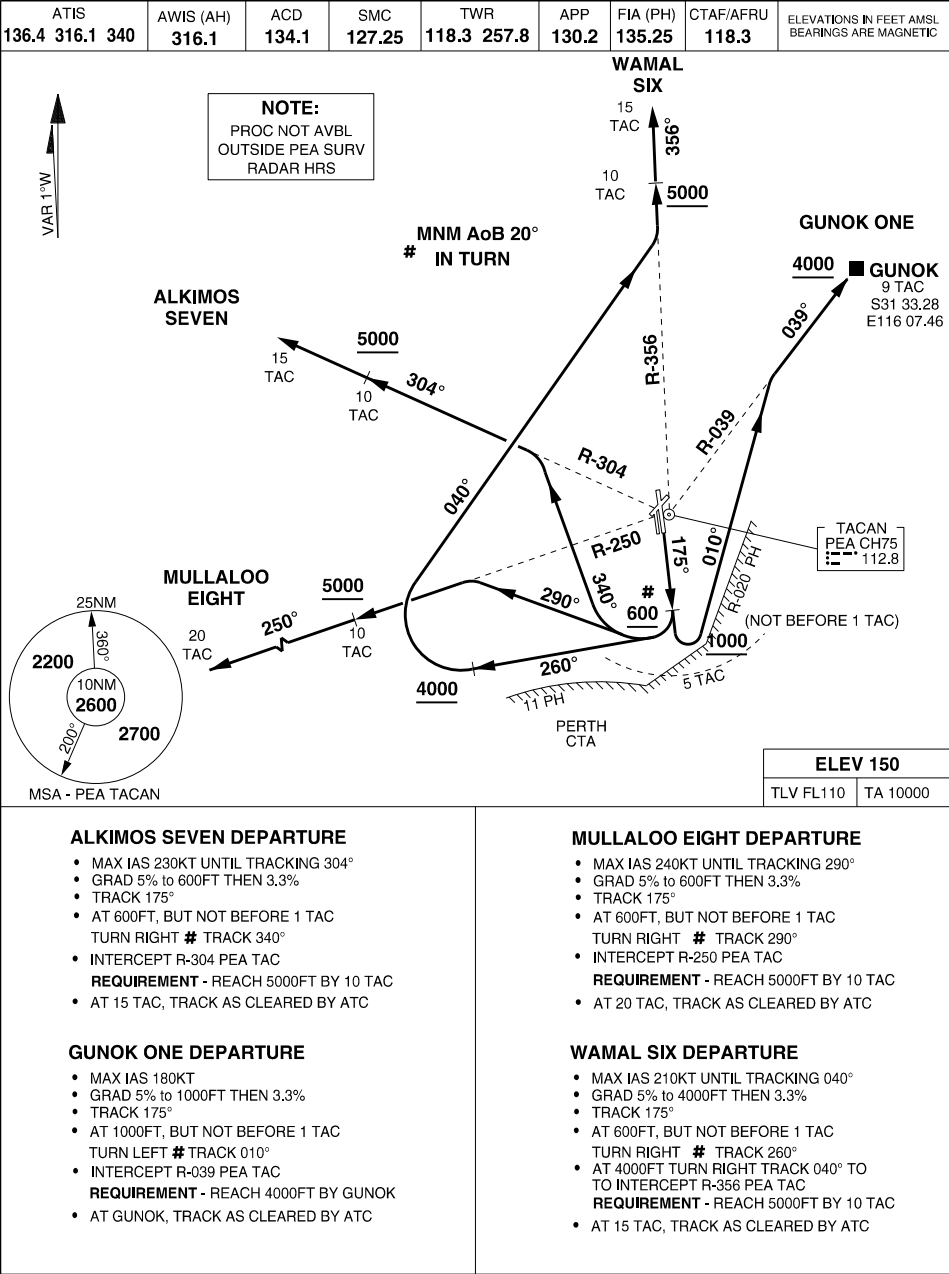 ATIS
136.4 316.1 340
AWIS (AH)
316.1
ACD
134.1
SMC
127.25
TWR
118.3 257.8
APP
130.2
FIA (PH)
135.25
CTAF/AFRU
118.3
ELEVATIONS IN FEET AMSL
BEARINGS ARE MAGNETIC
VAR 1°W
NOTE:
PROC NOT AVBL
OUTSIDE PEA SURV
RADAR HRS
WAMAL
SIX
15
TAC
356°
10
TAC
5000
# MNM AoB 20°
IN TURN
GUNOK ONE
4000
GUNOK
9 TAC
S31 33.28
E116 07.46
039°
ALKIMOS
SEVEN
5000
15
TAC
10
TAC
304°
R-356
R-039
R-304
040°
R-250
175°
010°
TACAN
PEA CH75
112.8
R-020 PH
MULLALOO
EIGHT
5000
250°
20
TAC
10
TAC
290°
340°
#
600
(NOT BEFORE 1 TAC)
1000
260°
4000
5 TAC
11 PH
PERTH
CTA
25NM
360°
2200
10NM
2600
2700
200°
MSA - PEA TACAN
ELEV 150
TLV FL110
TA 10000
ALKIMOS SEVEN DEPARTURE
• MAX IAS 230KT UNTIL TRACKING 304°
• GRAD 5% to 600FT THEN 3.3%
• TRACK 175°
• AT 600FT, BUT NOT BEFORE 1 TAC
TURN RIGHT # TRACK 340°
• INTERCEPT R-304 PEA TAC
REQUIREMENT - REACH 5000FT BY 10 TAC
• AT 15 TAC, TRACK AS CLEARED BY ATC
GUNOK ONE DEPARTURE
• MAX IAS 180KT
• GRAD 5% to 1000FT THEN 3.3%
• TRACK 175°
• AT 1000FT, BUT NOT BEFORE 1 TAC
TURN LEFT # TRACK 010°
• INTERCEPT R-039 PEA TAC
REQUIREMENT - REACH 4000FT BY GUNOK
• AT GUNOK, TRACK AS CLEARED BY ATC
MULLALOO EIGHT DEPARTURE
• MAX IAS 240KT UNTIL TRACKING 290°
• GRAD 5% to 600FT THEN 3.3%
• TRACK 175°
• AT 600FT, BUT NOT BEFORE 1 TAC
TURN RIGHT # TRACK 290°
• INTERCEPT R-250 PEA TAC
REQUIREMENT - REACH 5000FT BY 10 TAC
• AT 20 TAC, TRACK AS CLEARED BY ATC
WAMAL SIX DEPARTURE
• MAX IAS 210KT UNTIL TRACKING 040°
• GRAD 5% to 4000FT THEN 3.3%
• TRACK 175°
• AT 600FT, BUT NOT BEFORE 1 TAC
TURN RIGHT # TRACK 260°
• AT 4000FT TURN RIGHT TRACK 040° TO
TO INTERCEPT R-356 PEA TAC
REQUIREMENT - REACH 5000FT BY 10 TAC
• AT 15 TAC, TRACK AS CLEARED BY ATC